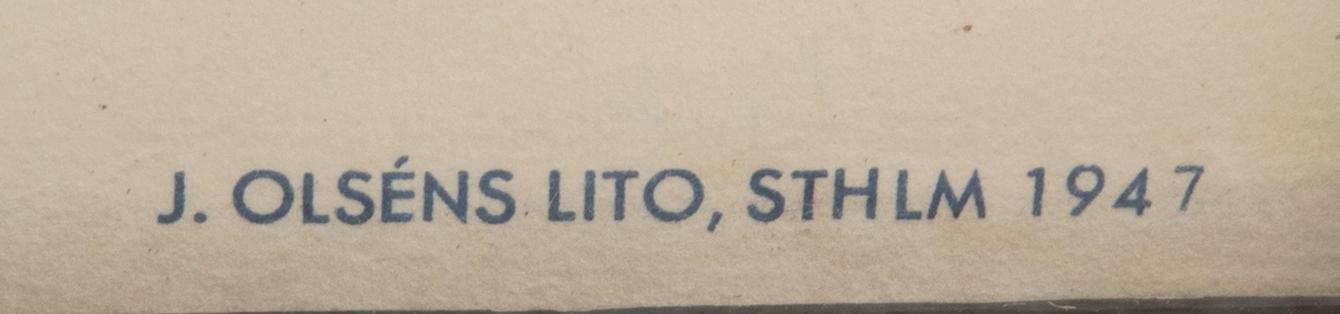 J. OLSÉNS LITO, STHLM 1947